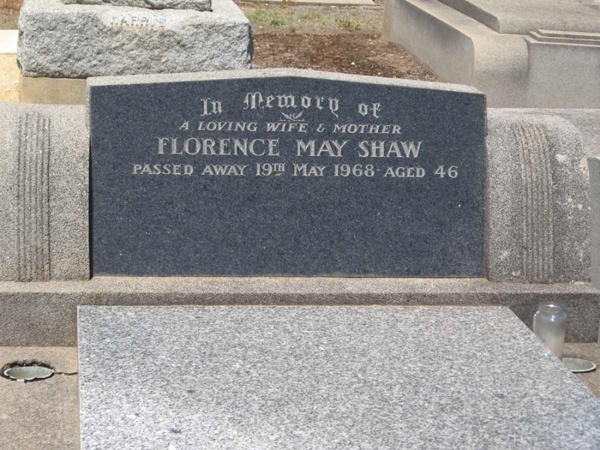 In Memory of
A LOVING WIFE & MOTHER
FLORENCE MAY SHAW
PASSED AWAY 19TH MAY 1968 AGED 46